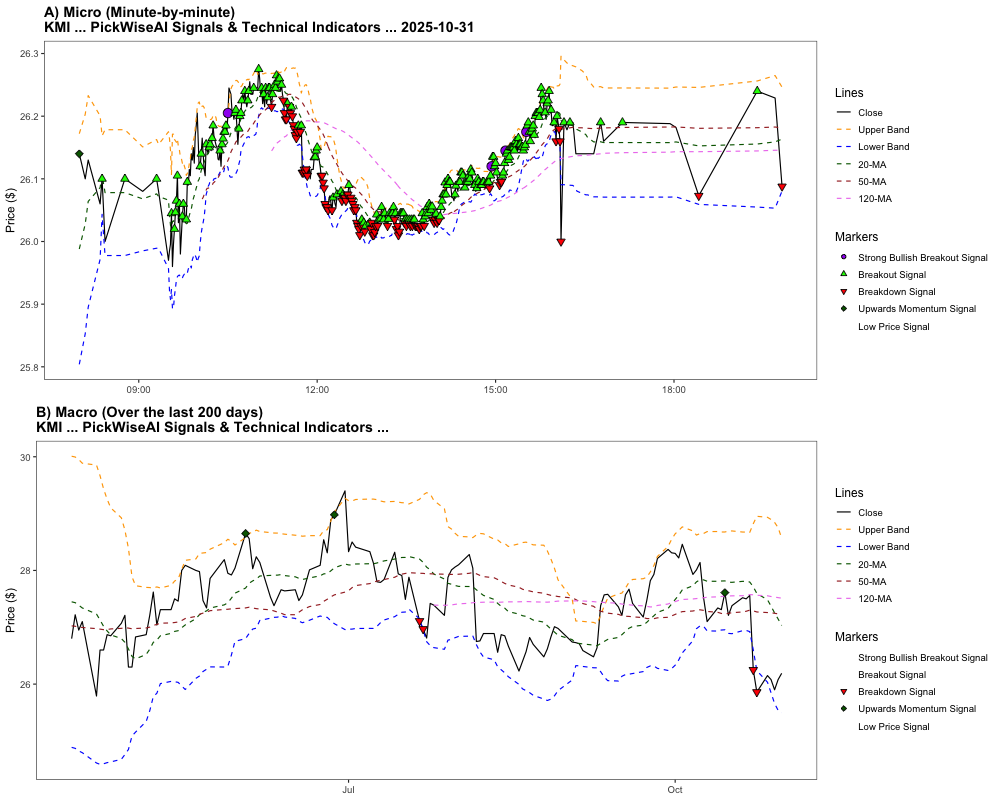 A) Micro (Minute-by-minute)
KMI ... PickWiseAI Signals & Technical Indicators ... 2025-10-31
Price ($)
26.3
26.2
26.1
26.0
25.9
25.8
09:00
12:00
15:00
18:00
Lines
Close
Upper Band
Lower Band
20-MA
50-MA
120-MA
Markers
Strong Bullish Breakout Signal
Breakout Signal
Breakdown Signal
Upwards Momentum Signal
Low Price Signal
B) Macro (Over the last 200 days)
KMI ... PickWiseAI Signals & Technical Indicators ...
Price ($)
30
28
26
Jul
Oct
Lines
Close
Upper Band
Lower Band
20-MA
50-MA
120-MA
Markers
Strong Bullish Breakout Signal
Breakout Signal
Breakdown Signal
Upwards Momentum Signal
Low Price Signal